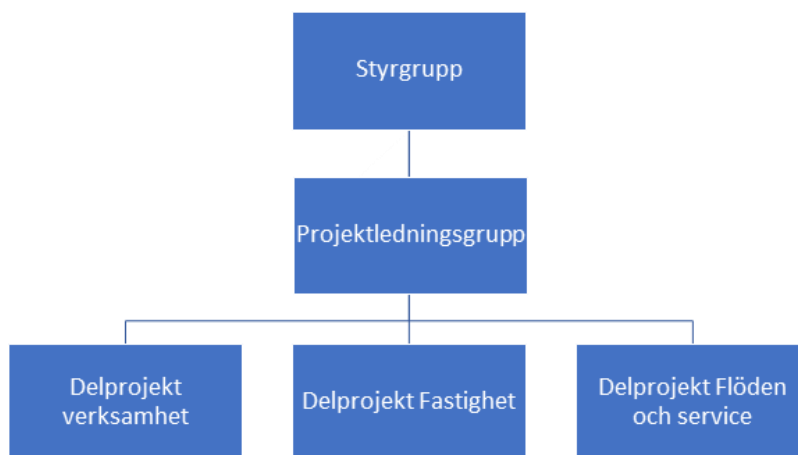 Styrgrupp
Projektledningsgrupp
Delprojekt
verksamhet
Delprojekt Fastighet
Delprojekt Flöden
och service